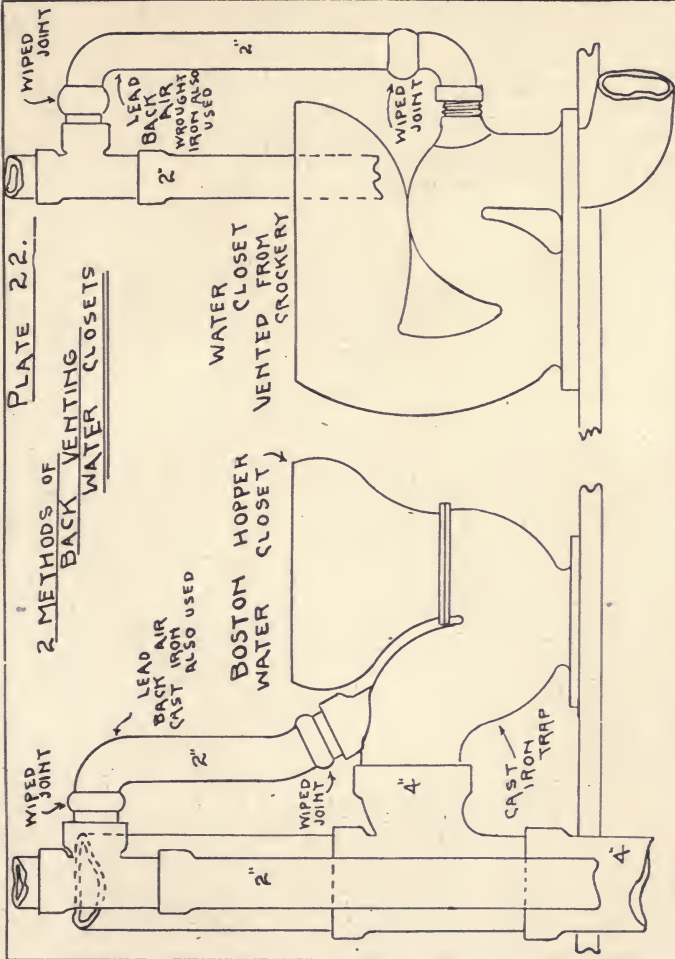 PLATE 22.
2 METHODS OF
BACK VENTING
WATER CLOSETS
WIPED
JOINT
LEAD
BACK AIR
CAST IRON
ALSO USED
2"
WIPED
JOINT
BOSTON HOPPER
WATER CLOSET
2"
4"
CAST
IRON
TRAP
4"
WIPED
JOINT
2"
LEAD
BACK
AIR
WROUGHT
IRON ALSO
USED
2"
WIPED
JOINT
WATER
CLOSET
VENTED FROM
CROCKERY